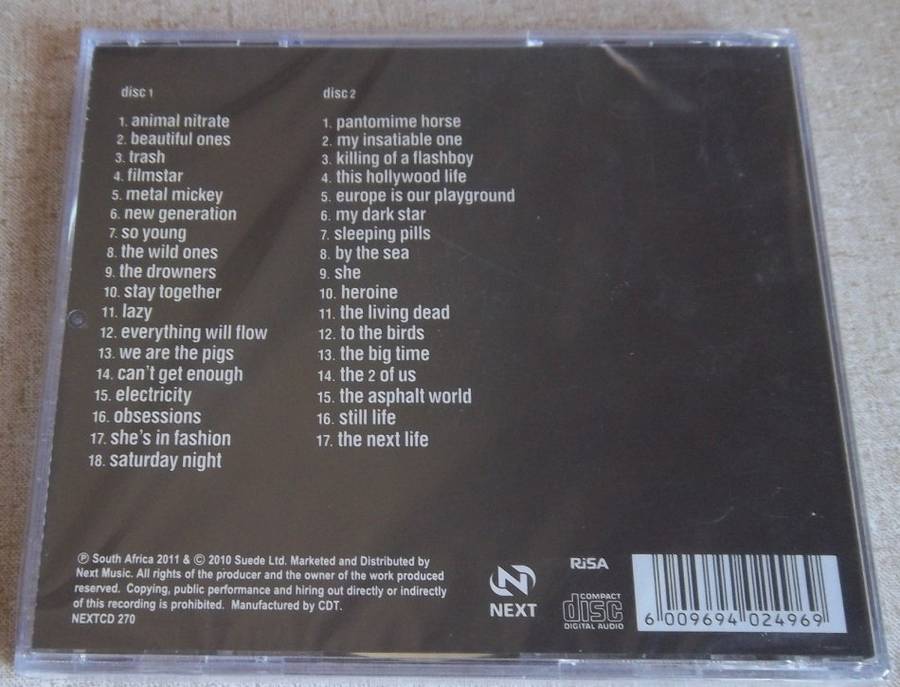 disc 1
1. animal nitrate
2. beautiful ones
3. trash
4. filmstar
5. metal mickey
6. new generation
7. so young
8. the wild ones
9. the drowners
10. stay together
11. lazy
12. everything will flow
13. we are the pigs
14. can't get enough
15. electricity
16. obsessions
17. she's in fashion
18. saturday night
disc 2
1. pantomime horse
2. my insatiable one
3. killing of a flashboy
4. this hollywood life
5. europe is our playground
6. my dark star
7. sleeping pills
8. by the sea
9. she
10. heroine
11. the living dead
12. to the birds
13. the big time
14. the 2 of us
15. the asphalt world
16. still life
17. the next life
℗ South Africa 2011 & © 2010 Suede Ltd. Marketed and Distributed by
Next Music. All rights of the producer and the owner of the work produced
reserved. Copying, public performance and hiring out directly or indirectly
of this recording is prohibited. Manufactured by CDT.
NEXTCD 270
NEXT
RiSA
COMPACT
disc
DIGITAL AUDIO
6 009694 024969